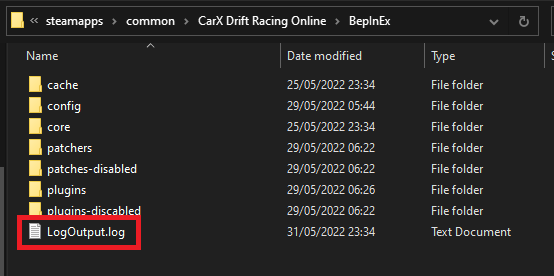 « steamapps > common > CarX Drift Racing Online > BepInEx
Name Date modified Type
cache 25/05/2022 23:34 File folder
config 29/05/2022 05:44 File folder
core 25/05/2022 23:34 File folder
patchers 29/05/2022 06:22 File folder
patches-disabled 29/05/2022 06:22 File folder
plugins 29/05/2022 06:26 File folder
plugins-discabled 29/05/2022 06:22 File folder
LogOutput.log 31/05/2022 23:34 Text Document